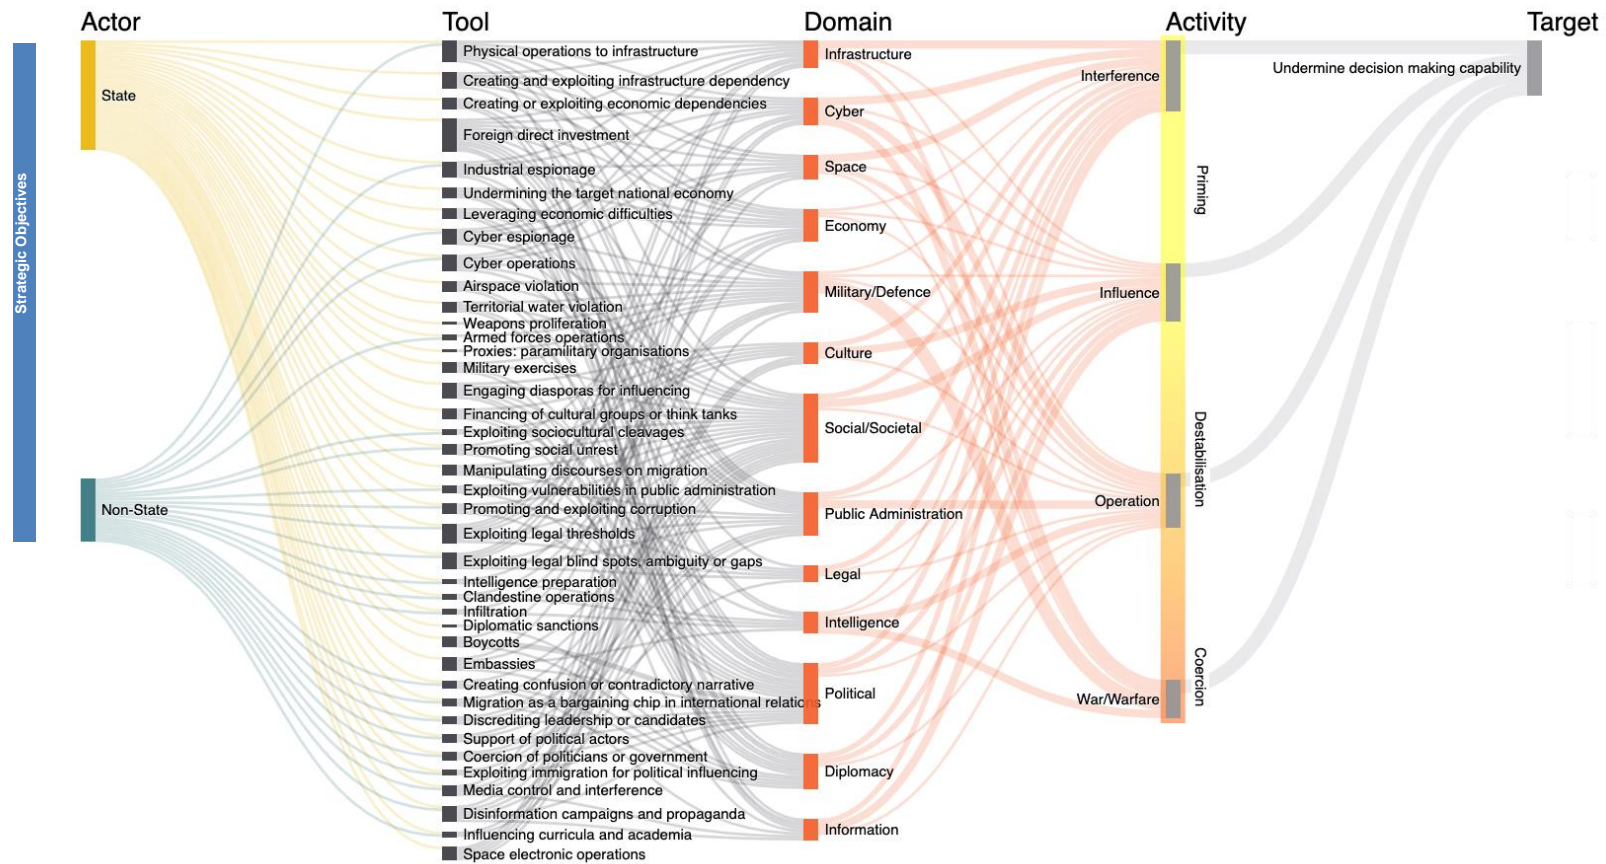 Actor
Tool
Domain
Activity
Target
Strategic Objectives
State
Non-State
Physical operations to infrastructure
Creating and exploiting infrastructure dependency
Creating or exploiting economic dependencies
Foreign direct investment
Industrial espionage
Undermining the target national economy
Leveraging economic difficulties
Cyber espionage
Cyber operations
Airspace violation
Territorial water violation
Weapons proliferation
Armed forces operations
Proxies: paramilitary organisations
Military exercises
Engaging diasporas for influencing
Financing of cultural groups or think tanks
Exploiting sociocultural cleavages
Promoting social unrest
Manipulating discourses on migration
Exploiting vulnerabilities in public administration
Promoting and exploiting corruption
Exploiting legal thresholds
Exploiting legal blind spots, ambiguity or gaps
Intelligence preparation
Clandestine operations
Infiltration
Diplomatic sanctions
Boycotts
Embassies
Creating confusion or contradictory narrative
Migration as a bargaining chip in international relations
Discrediting leadership or candidates
Support of political actors
Coercion of politicians or government
Exploiting immigration for political influencing
Media control and interference
Disinformation campaigns and propaganda
Influencing curricula and academia
Space electronic operations
Infrastructure
Cyber
Space
Economy
Military/Defence
Culture
Social/Societal
Public Administration
Legal
Intelligence
Political
Diplomacy
Information
Interference
Influence
Operation
War/Warfare
Priming
Destabilisation
Coercion
Undermine decision making capability